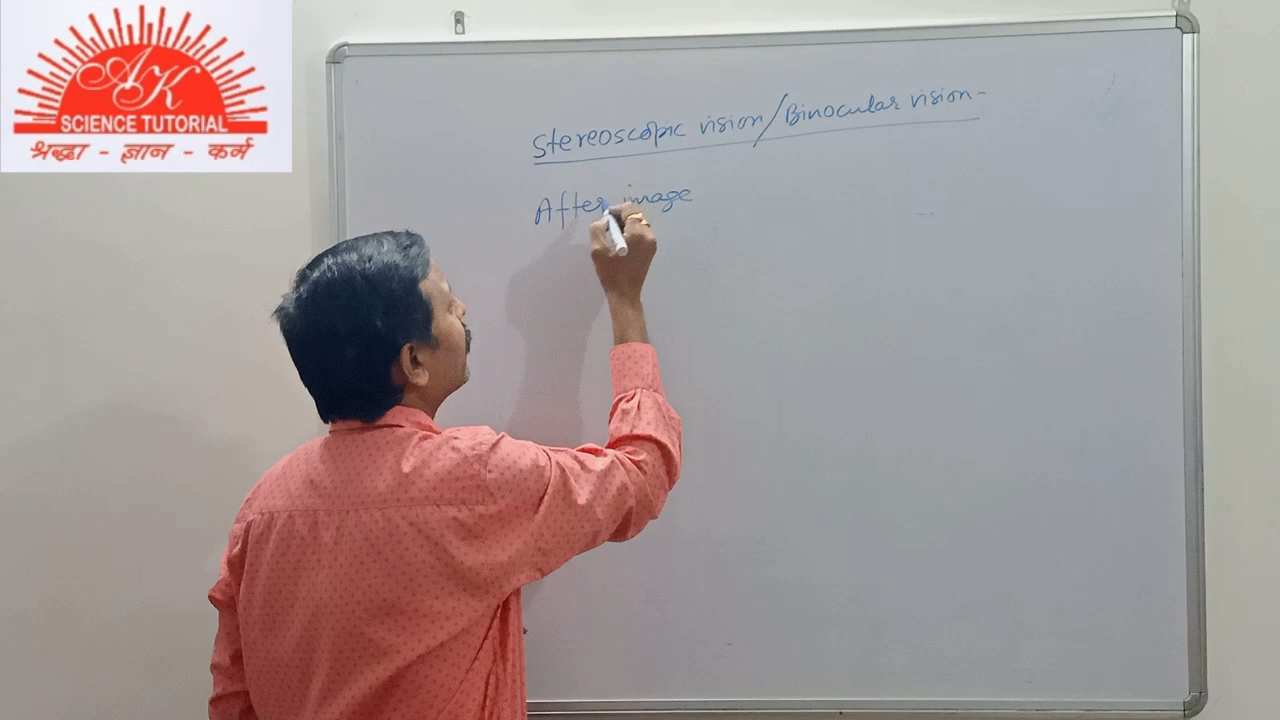 AK
SCIENCE TUTORIAL
श्रद्धा - ज्ञान - कर्म
Stereoscopic vision/Binocular vision-
After image